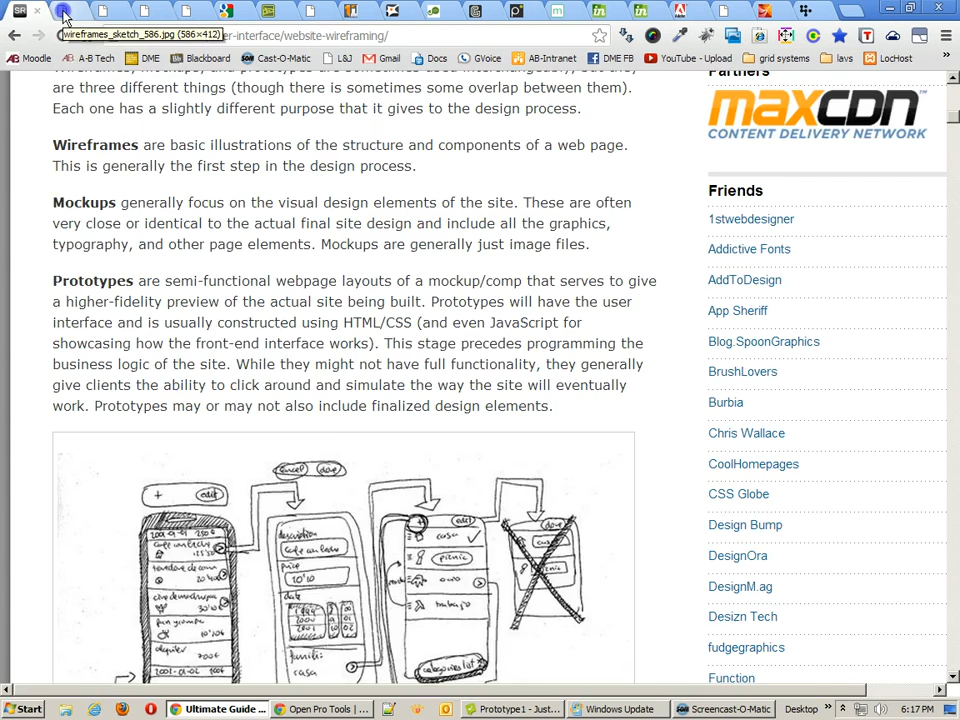 SR
wireframes_sketch_586.jpg (586×412)
er-interface/website-wireframing/
Moodle A-B Tech DME Blackboard Cast-O-Matic L&J Gmail Docs GVoice AB-Intranet DME FB YouTube - Upload grid systems lavs LocHost
are three different things (though there is sometimes some overlap between them).
Each one has a slightly different purpose that it gives to the design process.
Wireframes are basic illustrations of the structure and components of a web page.
This is generally the first step in the design process.
Mockups generally focus on the visual design elements of the site. These are often
very close or identical to the actual final site design and include all the graphics,
typography, and other page elements. Mockups are generally just image files.
Prototypes are semi-functional webpage layouts of a mockup/comp that serves to give
a higher-fidelity preview of the actual site being built. Prototypes will have the user
interface and is usually constructed using HTML/CSS (and even JavaScript for
showcasing how the front-end interface works). This stage precedes programming the
business logic of the site. While they might not have full functionality, they generally
give clients the ability to click around and simulate the way the site will eventually
work. Prototypes may or may not also include finalized design elements.
cancel done
+ edit
description
price
date
casa
edit
done
picnic
trabajo
Partners
maxcdn
CONTENT DELIVERY NETWORK
Friends
1stwebdesigner
Addictive Fonts
AddToDesign
App Sheriff
Blog.SpoonGraphics
BrushLovers
Burbia
Chris Wallace
CoolHomepages
CSS Globe
Design Bump
DesignOra
DesignM.ag
Desizn Tech
fudgegraphics
Function
Start Ultimate Guide ... Open Pro Tools | ... Prototype1 - Just... Windows Update Screencast-O-Matic Desktop 6:17 PM